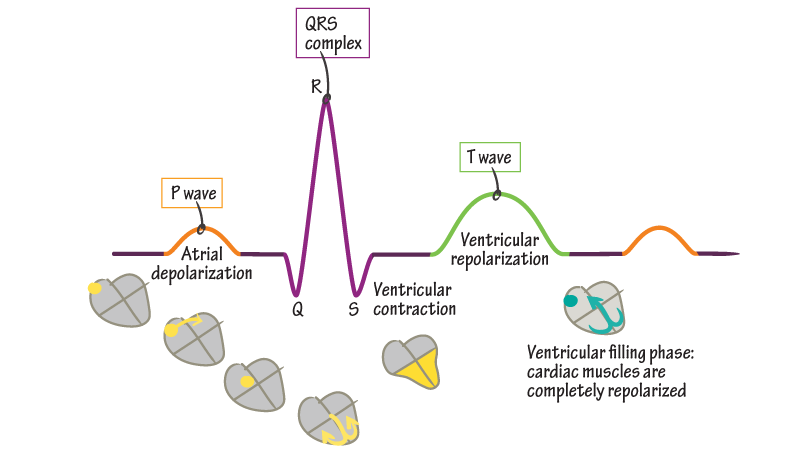 QRS
complex
R
P wave
T wave
Atrial
depolarization
Ventricular
repolarization
Q
S
Ventricular
contraction
Ventricular filling phase:
cardiac muscles are
completely repolarized